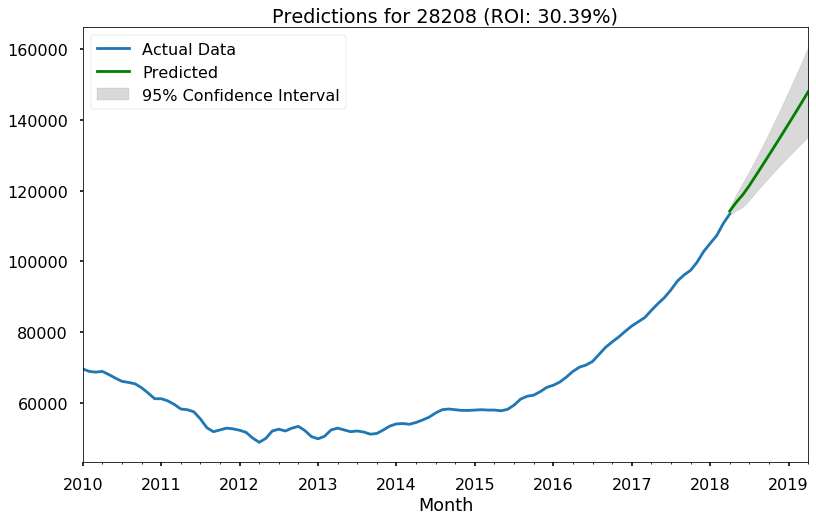 Predictions for 28208 (ROI: 30.39%)
Actual Data
Predicted
95% Confidence Interval
160000
140000
120000
100000
80000
60000
2010 2011 2012 2013 2014 2015 2016 2017 2018 2019
Month